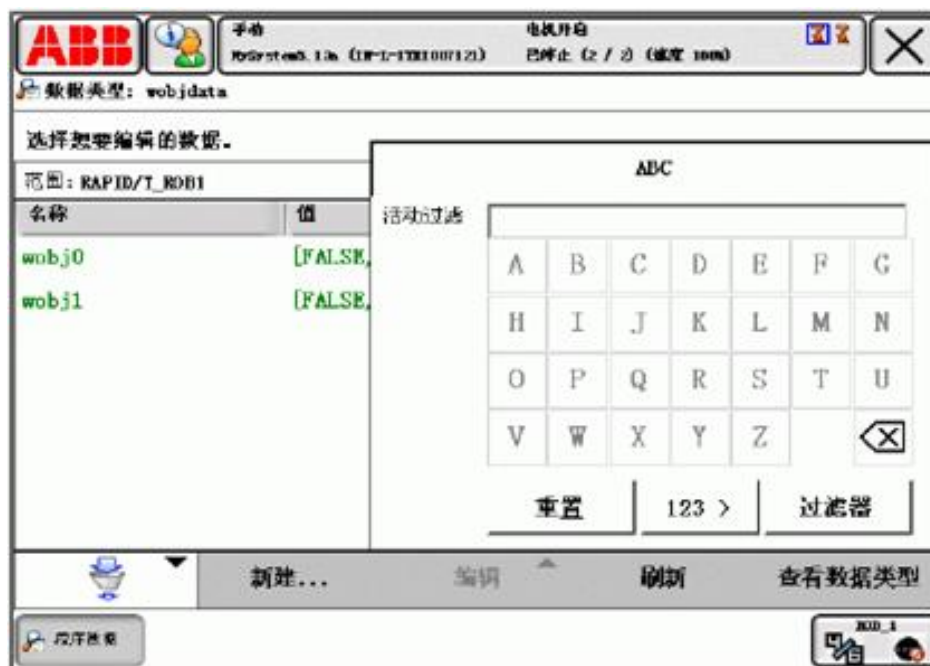 ABB
手动
电机开启
已停止 (2 / 2) (速度 100%)
数据类型: wobjdata
选择想要编辑的数据。
范围: RAPID/T_ROB1
名称
值
wobj0
[FALSE,
wobj1
[FALSE,
ABC
活动过滤
A B C D E F G
H I J K L M N
O P Q R S T U
V W X Y Z
重置
123 >
过滤器
新建...
编辑
刷新
查看数据类型
程序数据
ROB_1